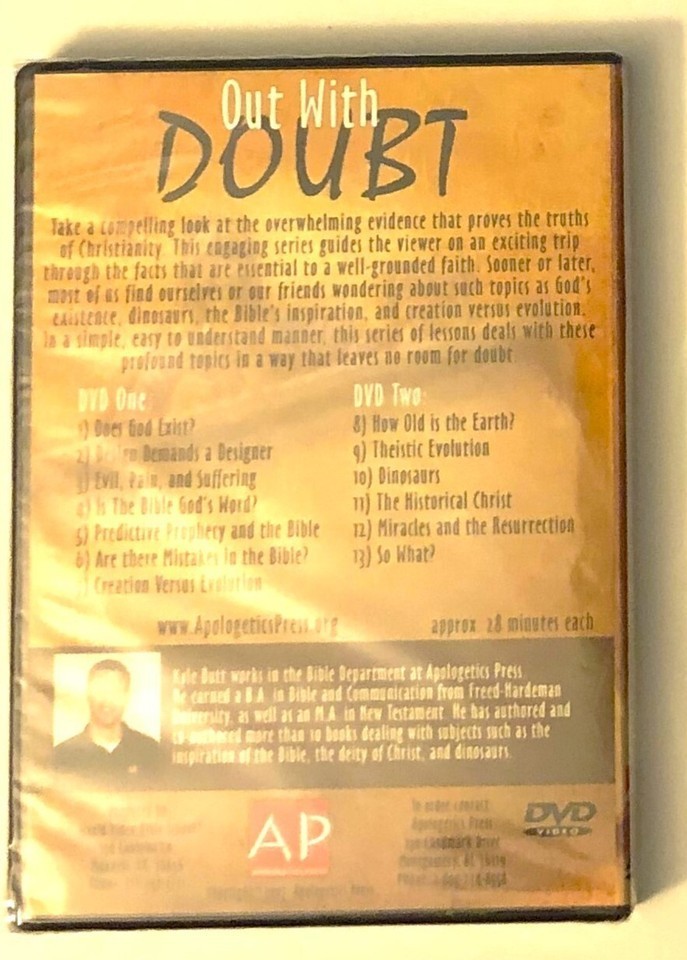 Out With
DOUBT
Take a compelling look at the overwhelming evidence that proves the truths
of Christianity. This engaging series guides the viewer on an exciting trip
through the facts that are essential to a well-grounded faith. Sooner or later,
most of us find ourselves or our friends wondering about such topics as God's
existence, dinosaurs, the Bible's inspiration, and creation versus evolution.
In a simple, easy to understand manner, this series of lessons deals with these
profound topics in a way that leaves no room for doubt.
DVD One:
1) Does God Exist?
2) Design Demands a Designer
3) Evil, Pain, and Suffering
4) Is The Bible God's Word?
5) Predictive Prophecy and the Bible
6) Are there Mistakes in the Bible?
7) Creation Versus Evolution
DVD Two:
8) How Old is the Earth?
9) Theistic Evolution
10) Dinosaurs
11) The Historical Christ
12) Miracles and the Resurrection
13) So What?
www.ApologeticsPress.org
approx. 28 minutes each
Kyle Butt works in the Bible Department at Apologetics Press.
He earned a B.A. in Bible and Communication from Freed-Hardeman
University, as well as an M.A. in New Testament. He has authored and
co-authored more than 10 books dealing with subjects such as the
inspiration of the Bible, the deity of Christ, and dinosaurs.
AP
To order contact:
Apologetics Press
Landmark Drive
Montgomery, AL
DVD
VIDEO